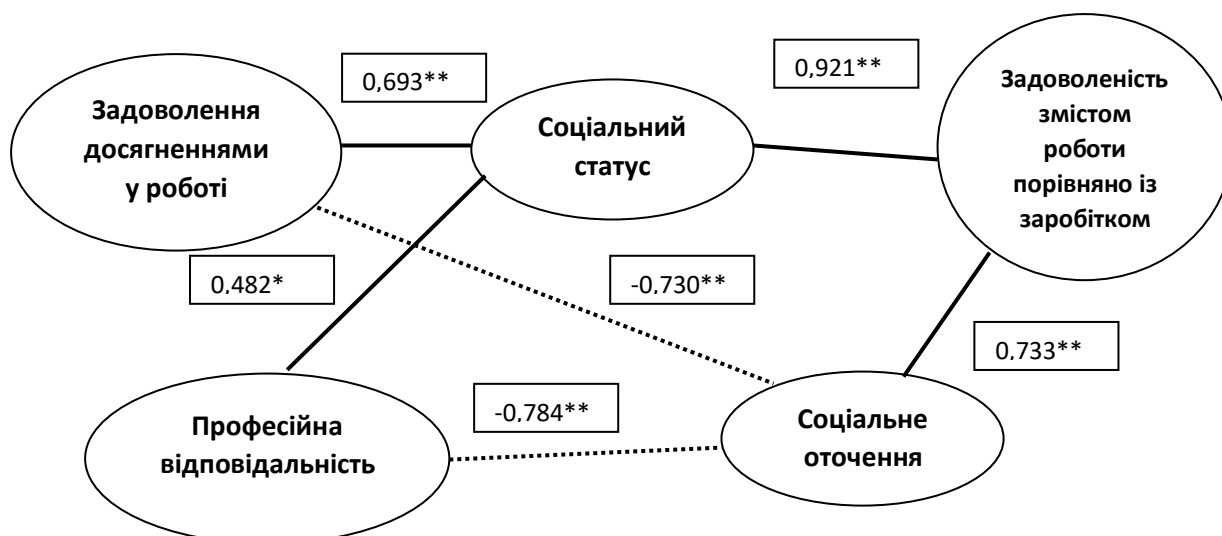 0,693**
0,921**
Задоволення
досягненнями
у роботі
Соціальний
статус
Задоволеність
змістом
роботи
порівняно із
заробітком
0,482*
-0,730**
0,733**
Професійна
відповідальність
-0,784**
Соціальне
оточення